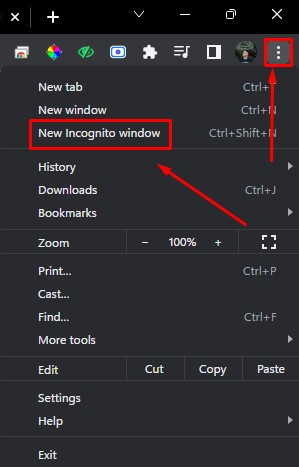 New tab Ctrl+T
New window Ctrl+N
New Incognito window Ctrl+Shift+N
History
Downloads Ctrl+J
Bookmarks
Zoom - 100% +
Print... Ctrl+P
Cast...
Find... Ctrl+F
More tools
Edit Cut Copy Paste
Settings
Help
Exit